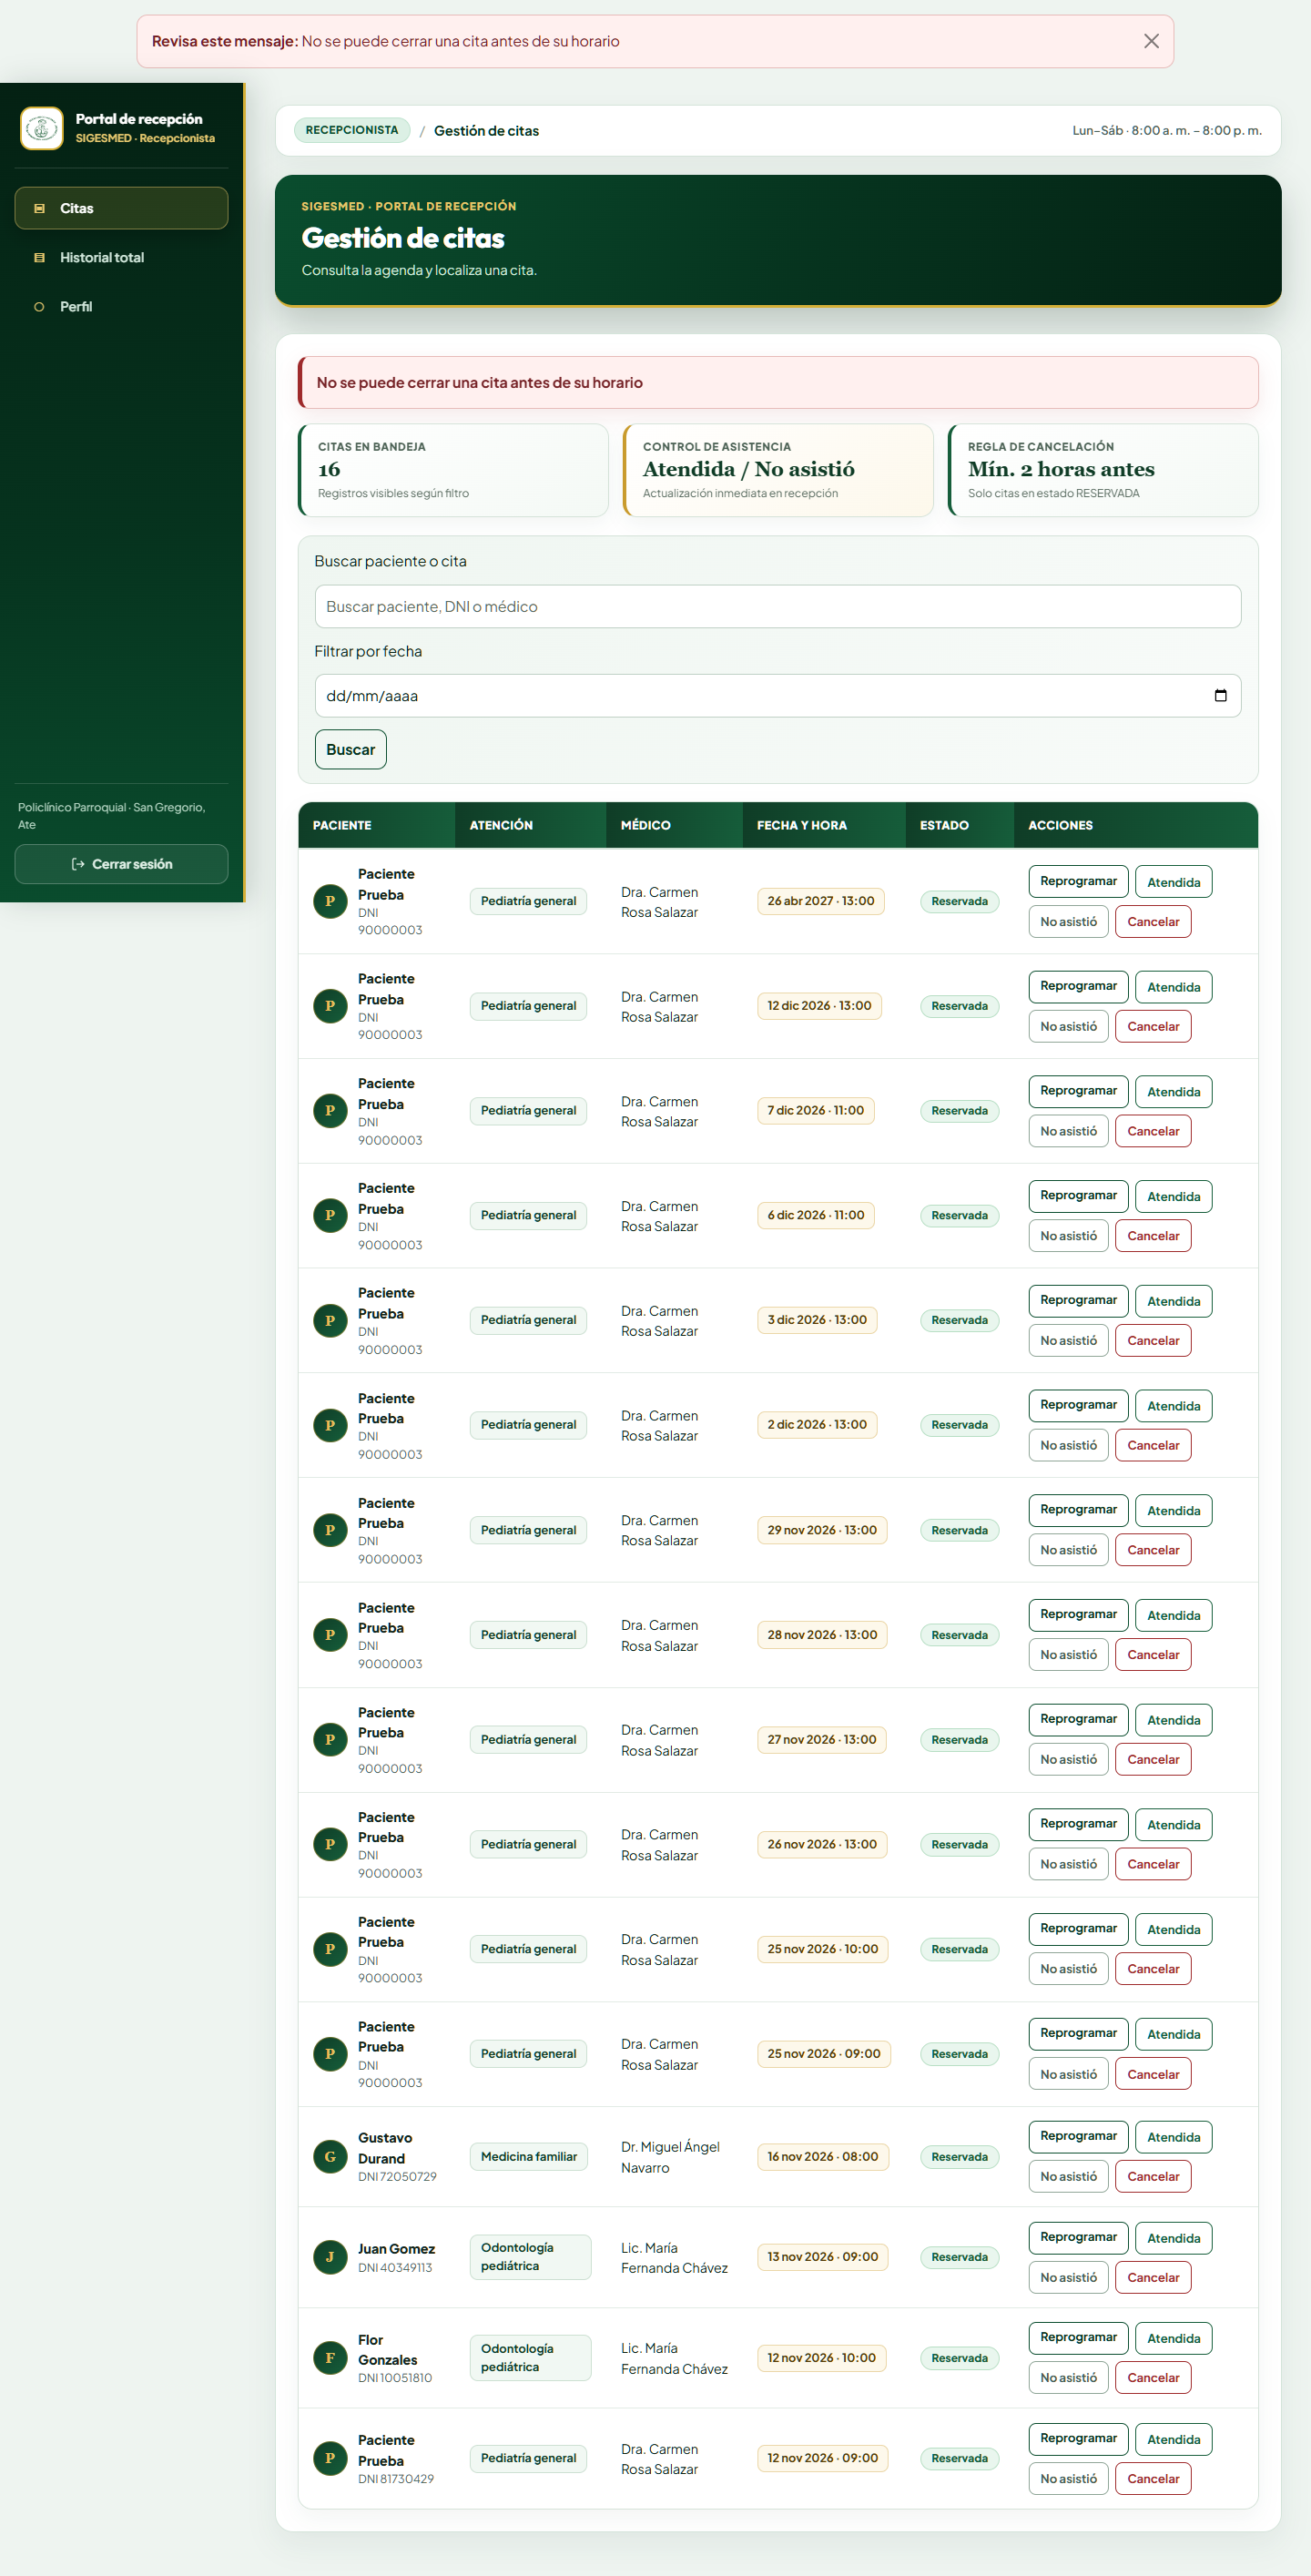 Revisa este mensaje: No se puede cerrar una cita antes de su horario
Portal de recepción
SIGESMED · Recepcionista
Citas
Historial total
Perfil
Policlínico Parroquial · San Gregorio,
Ate
Cerrar sesión
RECEPCIONISTA / Gestión de citas
Lun–Sáb · 8:00 a. m. – 8:00 p. m.
SIGESMED · PORTAL DE RECEPCIÓN
Gestión de citas
Consulta la agenda y localiza una cita.
No se puede cerrar una cita antes de su horario
CITAS EN BANDEJA
16
Registros visibles según filtro
CONTROL DE ASISTENCIA
Atendida / No asistió
Actualización inmediata en recepción
REGLA DE CANCELACIÓN
Mín. 2 horas antes
Solo citas en estado RESERVADA
Buscar paciente o cita
Buscar paciente, DNI o médico
Filtrar por fecha
dd/mm/aaaa
Buscar
PACIENTE ATENCIÓN MÉDICO FECHA Y HORA ESTADO ACCIONES
P
Paciente
Prueba
DNI
90000003
Pediatría general
Dra. Carmen
Rosa Salazar
26 abr 2027 · 13:00
Reservada
Reprogramar Atendida
No asistió Cancelar
P
Paciente
Prueba
DNI
90000003
Pediatría general
Dra. Carmen
Rosa Salazar
12 dic 2026 · 13:00
Reservada
Reprogramar Atendida
No asistió Cancelar
P
Paciente
Prueba
DNI
90000003
Pediatría general
Dra. Carmen
Rosa Salazar
7 dic 2026 · 11:00
Reservada
Reprogramar Atendida
No asistió Cancelar
P
Paciente
Prueba
DNI
90000003
Pediatría general
Dra. Carmen
Rosa Salazar
6 dic 2026 · 11:00
Reservada
Reprogramar Atendida
No asistió Cancelar
P
Paciente
Prueba
DNI
90000003
Pediatría general
Dra. Carmen
Rosa Salazar
3 dic 2026 · 13:00
Reservada
Reprogramar Atendida
No asistió Cancelar
P
Paciente
Prueba
DNI
90000003
Pediatría general
Dra. Carmen
Rosa Salazar
2 dic 2026 · 13:00
Reservada
Reprogramar Atendida
No asistió Cancelar
P
Paciente
Prueba
DNI
90000003
Pediatría general
Dra. Carmen
Rosa Salazar
29 nov 2026 · 13:00
Reservada
Reprogramar Atendida
No asistió Cancelar
P
Paciente
Prueba
DNI
90000003
Pediatría general
Dra. Carmen
Rosa Salazar
28 nov 2026 · 13:00
Reservada
Reprogramar Atendida
No asistió Cancelar
P
Paciente
Prueba
DNI
90000003
Pediatría general
Dra. Carmen
Rosa Salazar
27 nov 2026 · 13:00
Reservada
Reprogramar Atendida
No asistió Cancelar
P
Paciente
Prueba
DNI
90000003
Pediatría general
Dra. Carmen
Rosa Salazar
26 nov 2026 · 13:00
Reservada
Reprogramar Atendida
No asistió Cancelar
P
Paciente
Prueba
DNI
90000003
Pediatría general
Dra. Carmen
Rosa Salazar
25 nov 2026 · 10:00
Reservada
Reprogramar Atendida
No asistió Cancelar
P
Paciente
Prueba
DNI
90000003
Pediatría general
Dra. Carmen
Rosa Salazar
25 nov 2026 · 09:00
Reservada
Reprogramar Atendida
No asistió Cancelar
G
Gustavo
Durand
DNI 72050729
Medicina familiar
Dr. Miguel Ángel
Navarro
16 nov 2026 · 08:00
Reservada
Reprogramar Atendida
No asistió Cancelar
J
Juan Gomez
DNI 40349113
Odontología
pediátrica
Lic. María
Fernanda Chávez
13 nov 2026 · 09:00
Reservada
Reprogramar Atendida
No asistió Cancelar
F
Flor
Gonzales
DNI 10051810
Odontología
pediátrica
Lic. María
Fernanda Chávez
12 nov 2026 · 10:00
Reservada
Reprogramar Atendida
No asistió Cancelar
P
Paciente
Prueba
DNI 81730429
Pediatría general
Dra. Carmen
Rosa Salazar
12 nov 2026 · 09:00
Reservada
Reprogramar Atendida
No asistió Cancelar